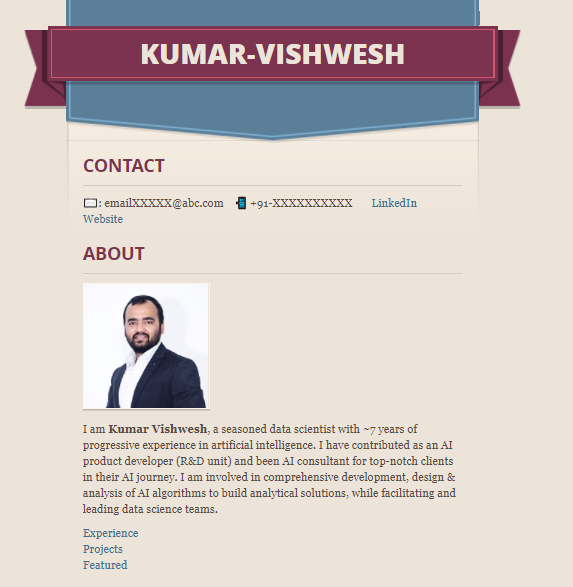 KUMAR-VISHWESH
CONTACT
: emailXXXXX@abc.com +91-XXXXXXXXXX LinkedIn
Website
ABOUT
I am Kumar Vishwesh, a seasoned data scientist with ~7 years of
progressive experience in artificial intelligence. I have contributed as an AI
product developer (R&D unit) and been AI consultant for top-notch clients
in their AI journey. I am involved in comprehensive development, design &
analysis of AI algorithms to build analytical solutions, while facilitating and
leading data science teams.
Experience
Projects
Featured